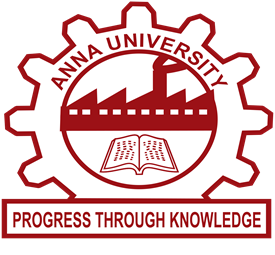 ANNA UNIVERSITY
PROGRESS THROUGH KNOWLEDGE